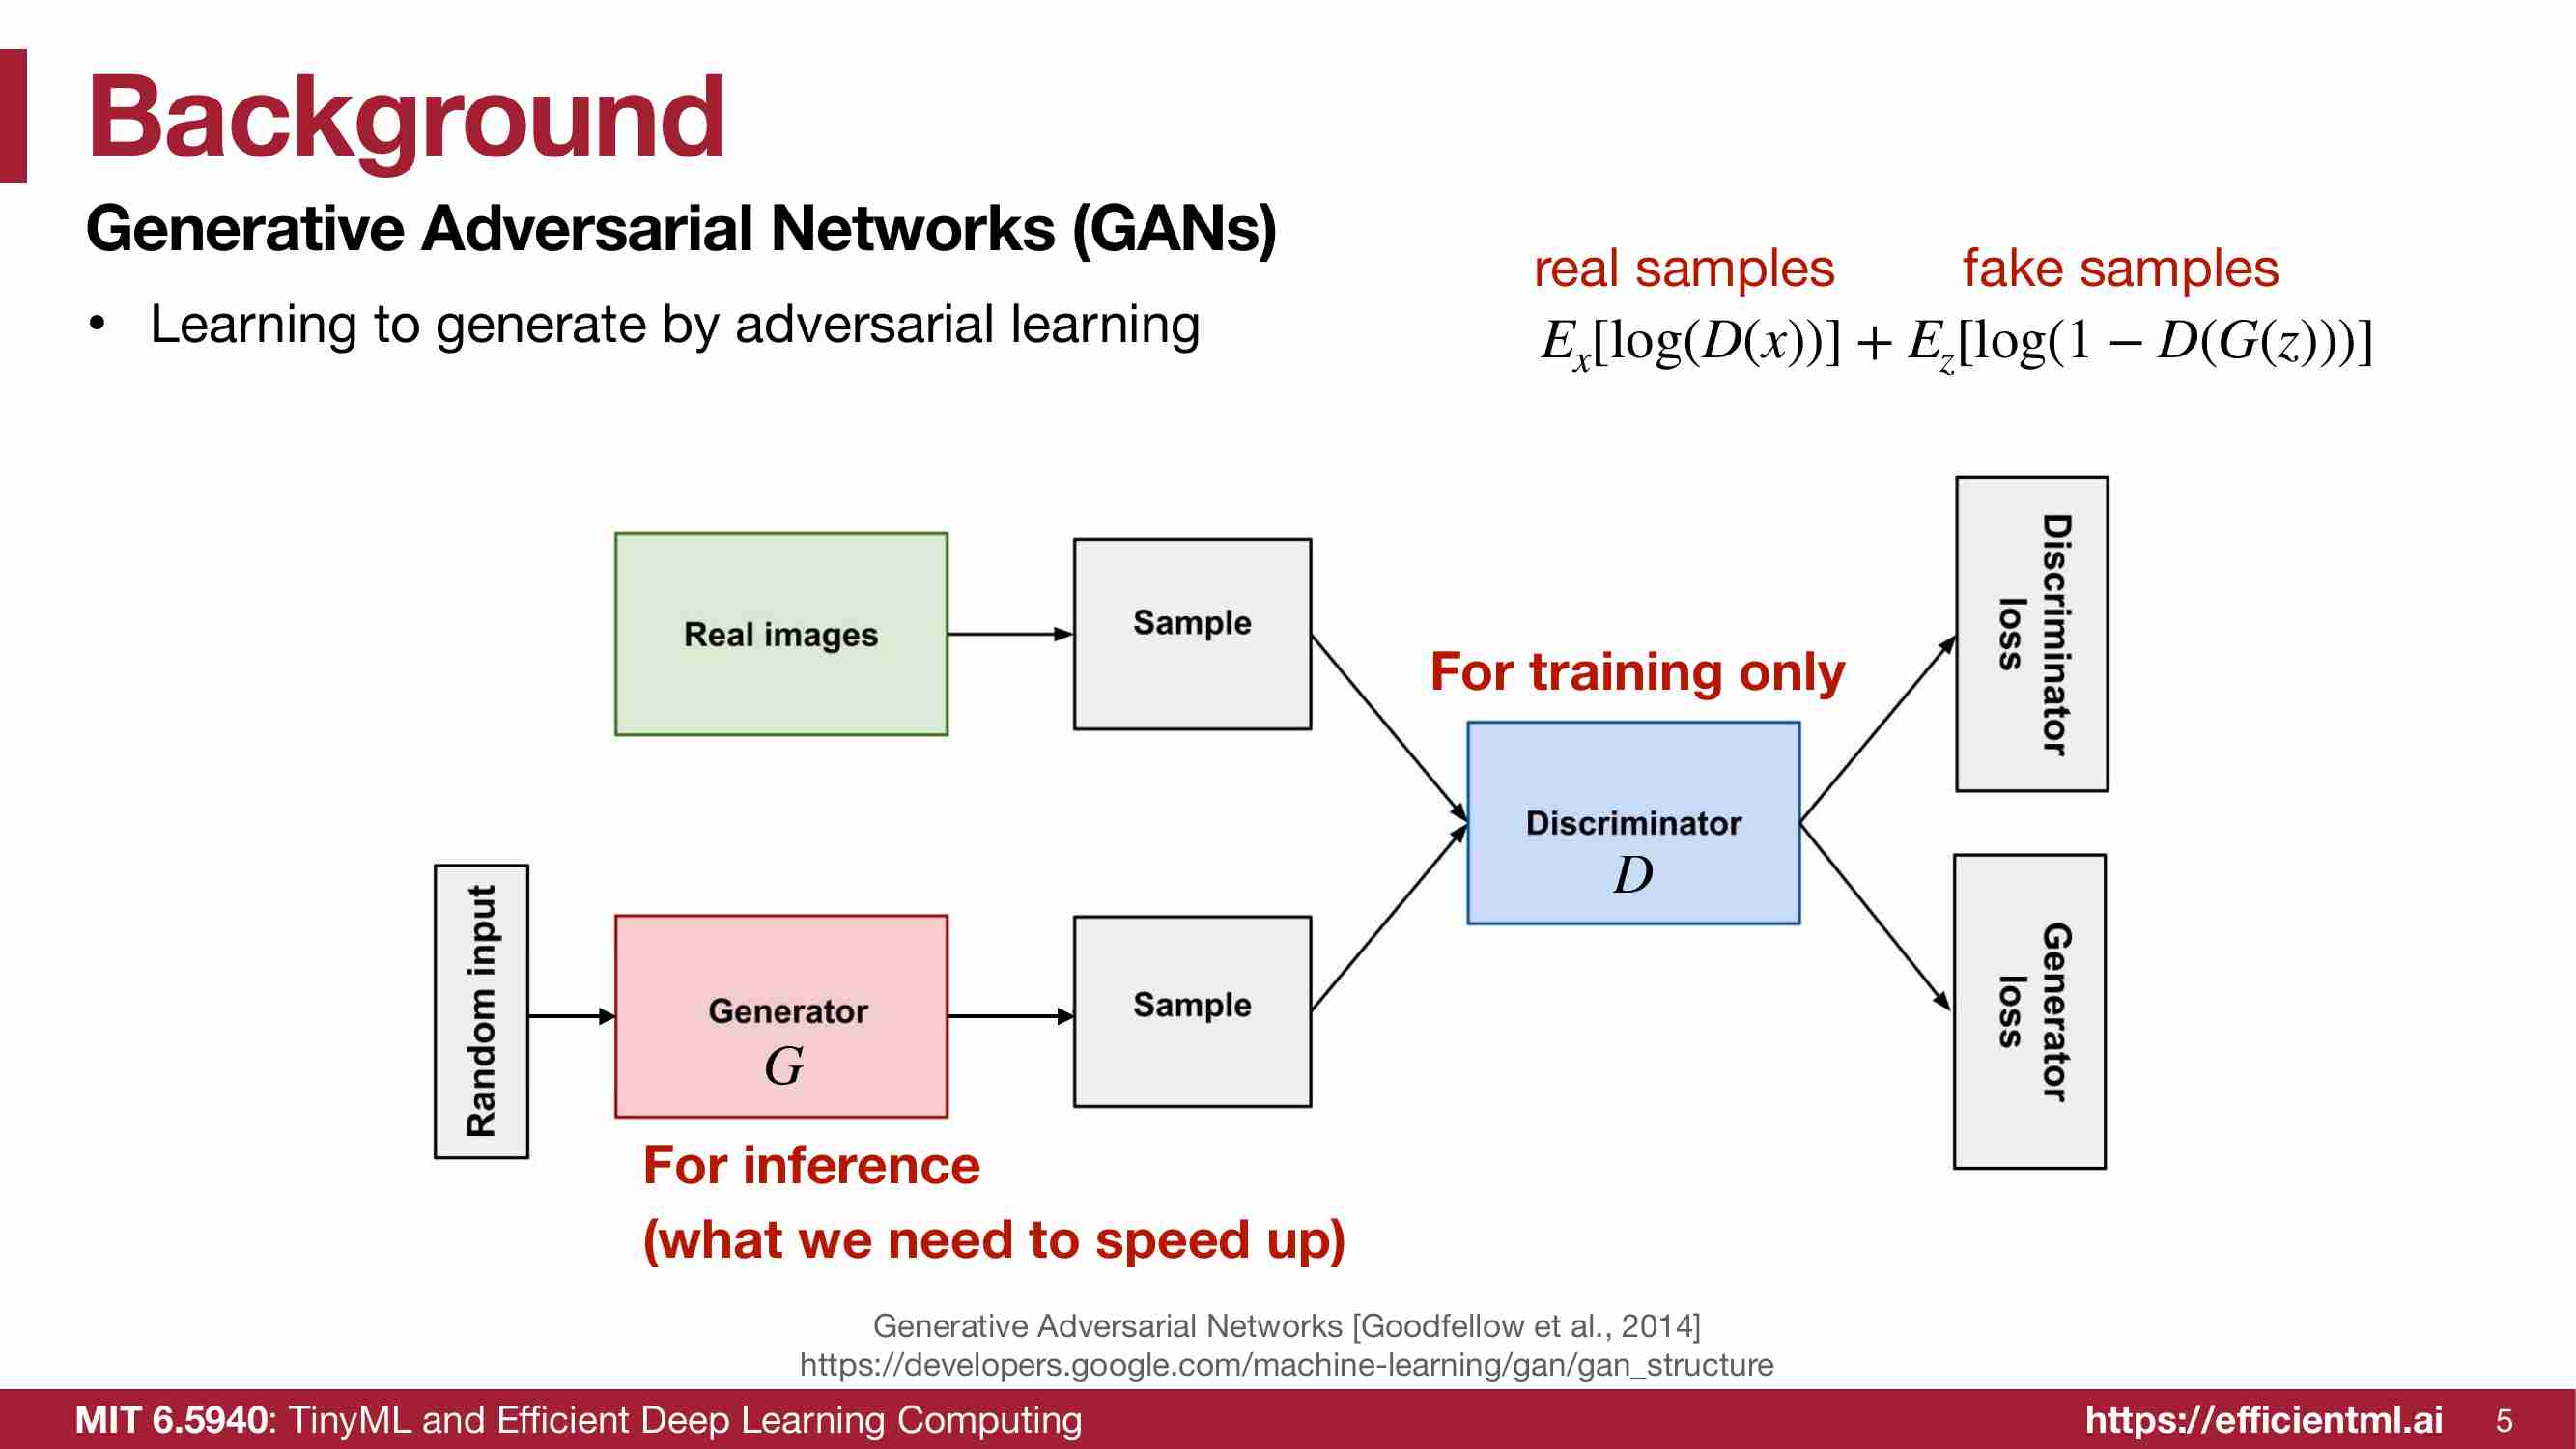 Background
Generative Adversarial Networks (GANs)
• Learning to generate by adversarial learning
real samples fake samples
E_x[log(D(x))] + E_z[log(1 − D(G(z)))]
Real images
Sample
For training only
Discriminator
D
Discriminator
loss
Random input
Generator
G
Sample
Generator
loss
For inference
(what we need to speed up)
Generative Adversarial Networks [Goodfellow et al., 2014]
https://developers.google.com/machine-learning/gan/gan_structure
MIT 6.5940: TinyML and Efficient Deep Learning Computing
https://efficientml.ai 5